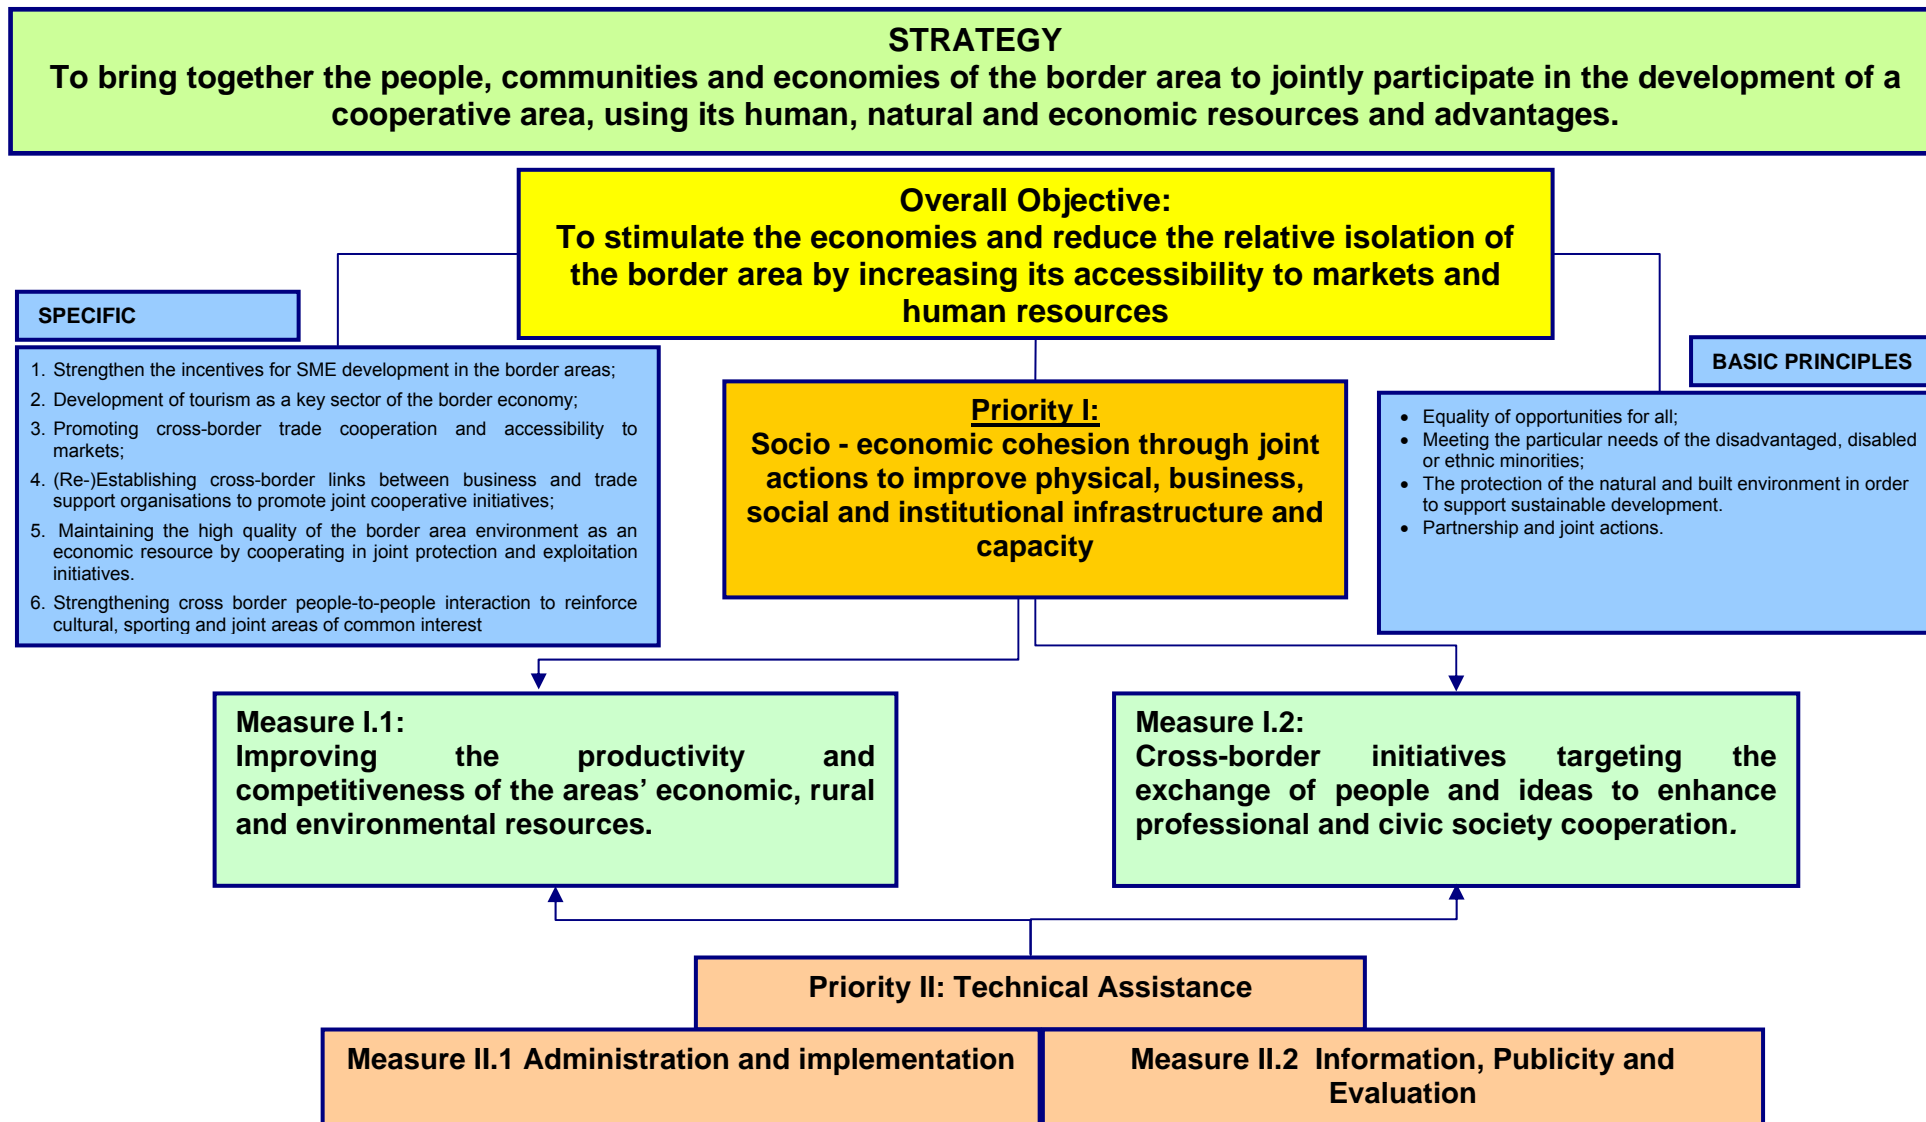 STRATEGY
To bring together the people, communities and economies of the border area to jointly participate in the development of a
cooperative area, using its human, natural and economic resources and advantages.
Overall Objective:
To stimulate the economies and reduce the relative isolation of
the border area by increasing its accessibility to markets and
human resources
SPECIFIC
1. Strengthen the incentives for SME development in the border areas;
2. Development of tourism as a key sector of the border economy;
3. Promoting cross-border trade cooperation and accessibility to
markets;
4. (Re-)Establishing cross-border links between business and trade
support organisations to promote joint cooperative initiatives;
5. Maintaining the high quality of the border area environment as an
economic resource by cooperating in joint protection and exploitation
initiatives.
6. Strengthening cross border people-to-people interaction to reinforce
cultural, sporting and joint areas of common interest
Priority I:
Socio - economic cohesion through joint
actions to improve physical, business,
social and institutional infrastructure and
capacity
BASIC PRINCIPLES
• Equality of opportunities for all;
• Meeting the particular needs of the disadvantaged, disabled
or ethnic minorities;
• The protection of the natural and built environment in order
to support sustainable development.
• Partnership and joint actions.
Measure I.1:
Improving the productivity and
competitiveness of the areas’ economic, rural
and environmental resources.
Measure I.2:
Cross-border initiatives targeting the
exchange of people and ideas to enhance
professional and civic society cooperation.
Priority II: Technical Assistance
Measure II.1 Administration and implementation
Measure II.2 Information, Publicity and
Evaluation